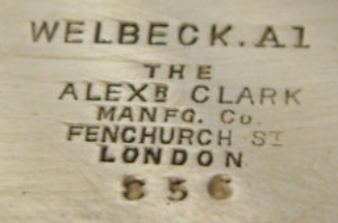 WELBECK.A1
THE
ALEXR CLARK
MANFG. Co.
FENCHURCH ST
LONDON
856